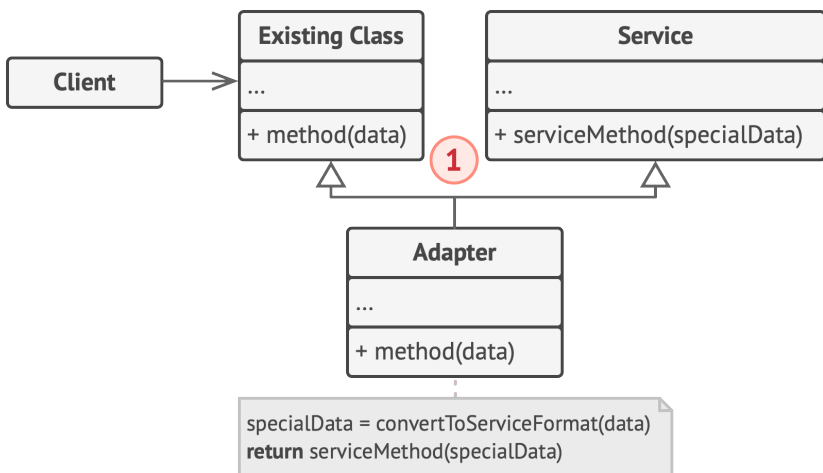 Client
Existing Class
...
+ method(data)
Service
...
+ serviceMethod(specialData)
1
Adapter
...
+ method(data)
specialData = convertToServiceFormat(data)
return serviceMethod(specialData)